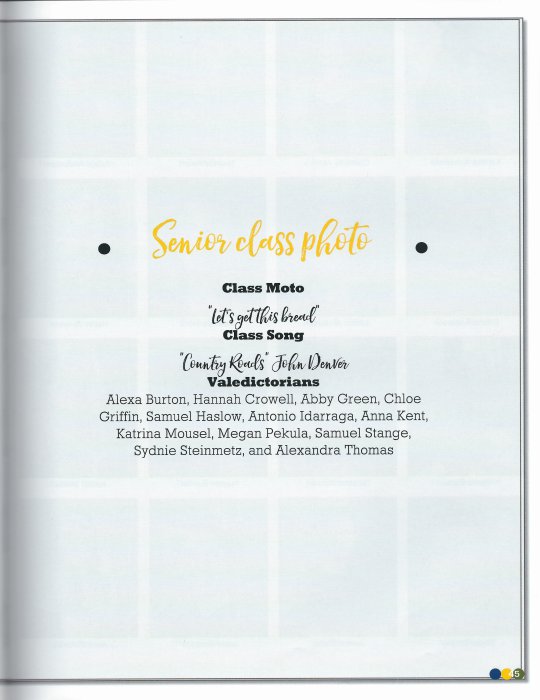 Senior class photo
Class Moto
"Let's get this bread"
Class Song
"Country Roads" John Denver
Valedictorians
Alexa Burton, Hannah Crowell, Abby Green, Chloe
Griffin, Samuel Haslow, Antonio Idarraga, Anna Kent,
Katrina Mousel, Megan Pekula, Samuel Stange,
Sydnie Steinmetz, and Alexandra Thomas